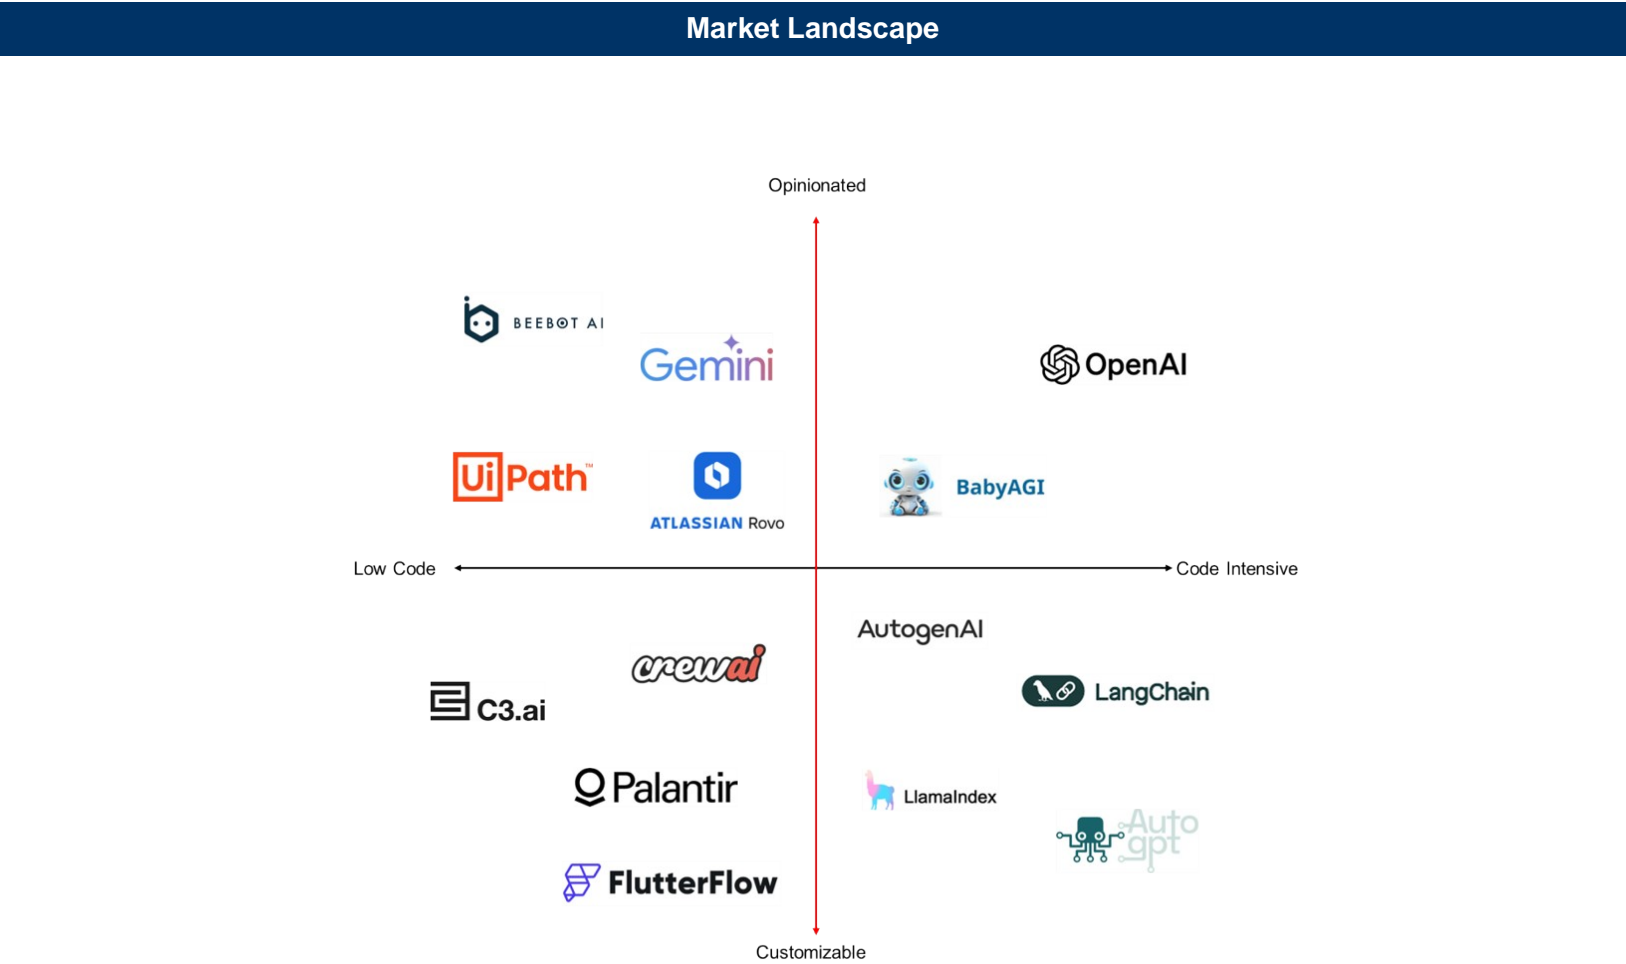 Market Landscape
Opinionated
BEEBOT AI
Gemini
OpenAI
UiPath™
ATLASSIAN Rovo
BabyAGI
Low Code
Code Intensive
AutogenAI
crewai
C3.ai
LangChain
Palantir
LlamaIndex
Auto
gpt
FlutterFlow
Customizable